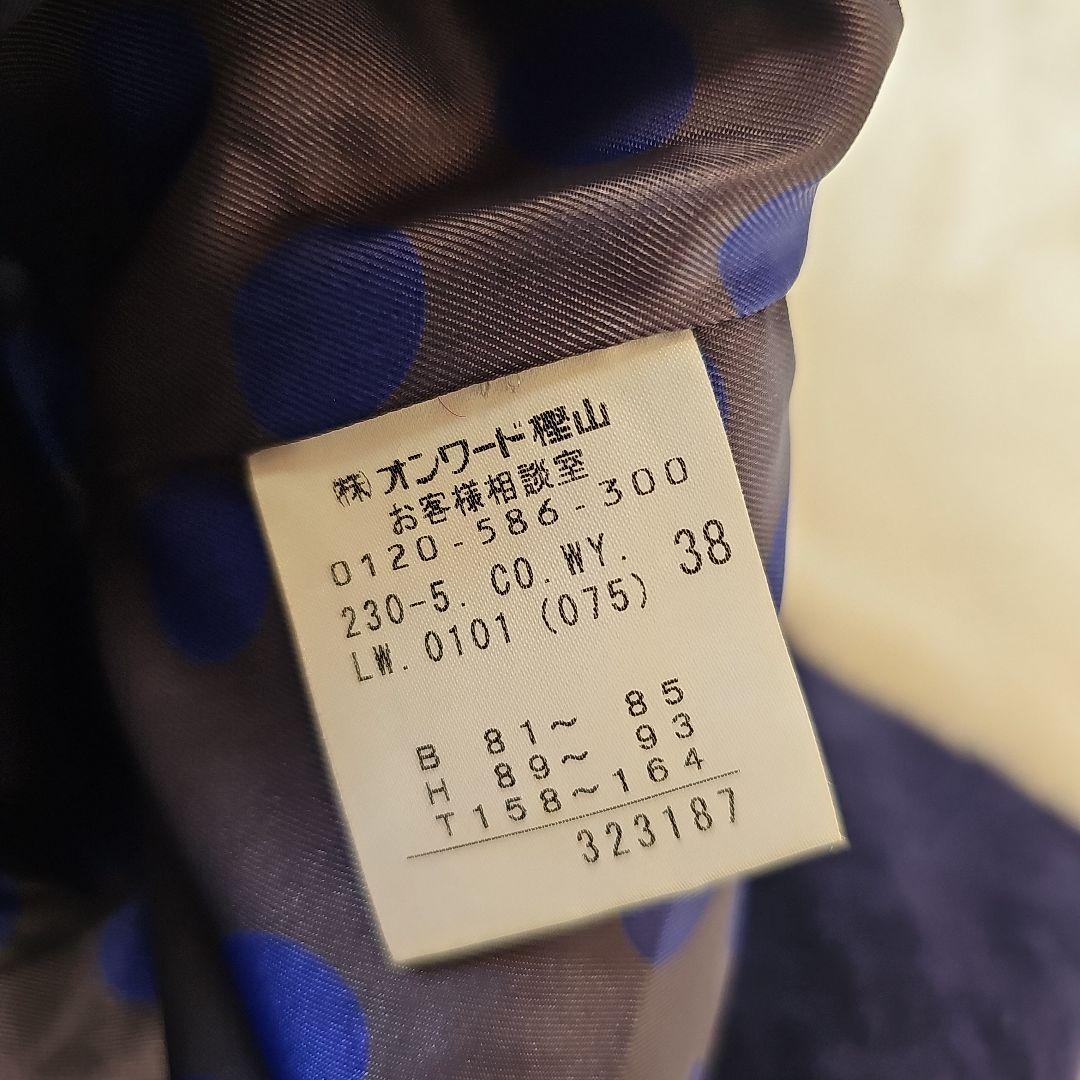 ㈱オンワード樫山
お客様相談室
0120-586-300
230-5. CO.WY. 38
LW.0101 (075)
B 81~ 85
H 89~ 93
T158~164
323187